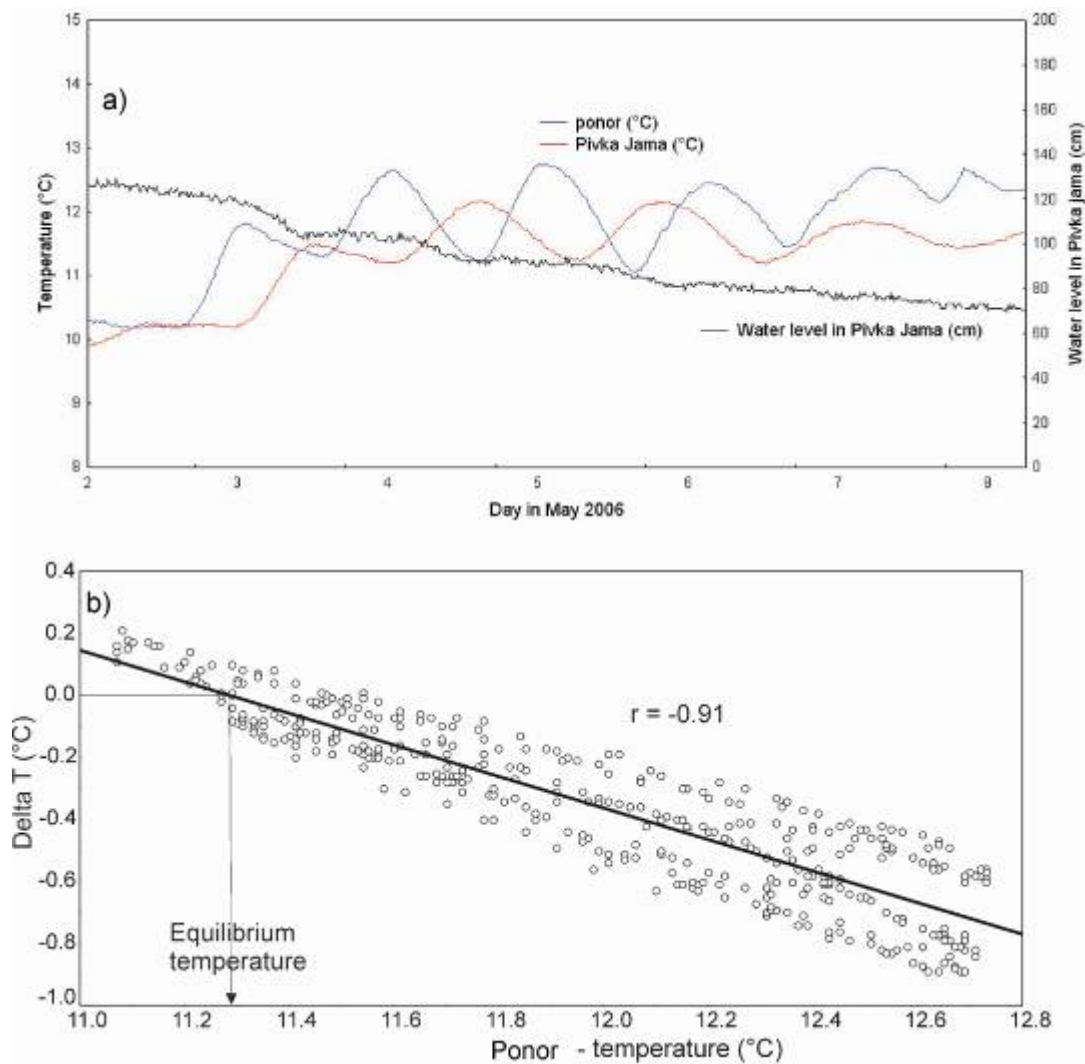 a)
ponor (°C)
Pivka Jama (°C)
Water level in Pivka Jama (cm)
Temperature (°C)
15
14
13
12
11
10
9
8
Water level in Pivka jama (cm)
200
180
160
140
120
100
80
60
40
20
0
2 3 4 5 6 7 8
Day in May 2006
b)
r = -0.91
Equilibrium
temperature
Delta T (°C)
0.4
0.2
0.0
-0.2
-0.4
-0.6
-0.8
-1.0
11.0 11.2 11.4 11.6 11.8 12.0 12.2 12.4 12.6 12.8
Ponor - temperature (°C)